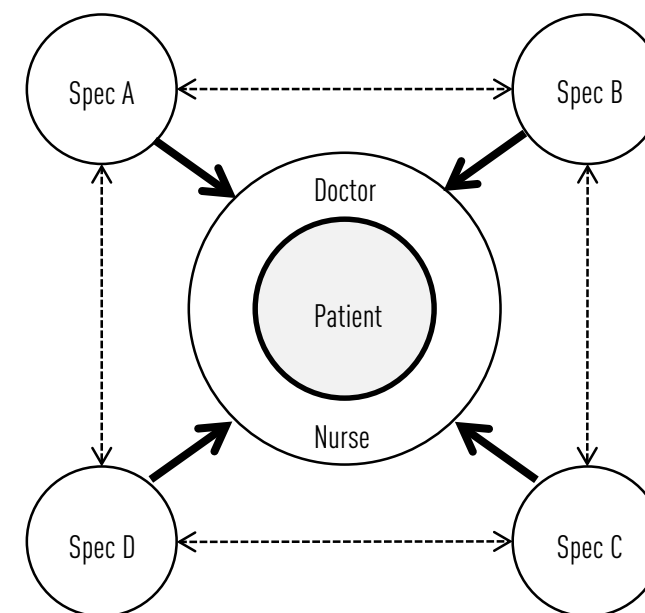 Spec A
Spec B
Doctor
Patient
Nurse
Spec D
Spec C